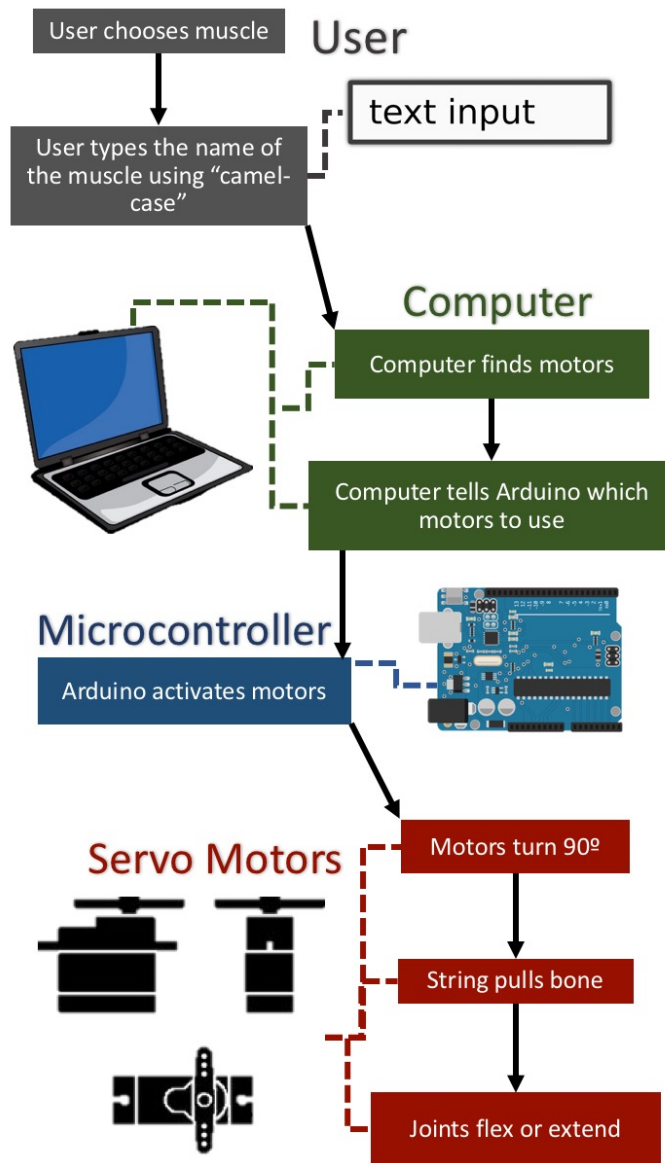 User chooses muscle
User
text input
User types the name of
the muscle using “camel-
case”
Computer
Computer finds motors
Computer tells Arduino which
motors to use
Microcontroller
Arduino activates motors
Servo Motors
Motors turn 90º
String pulls bone
Joints flex or extend